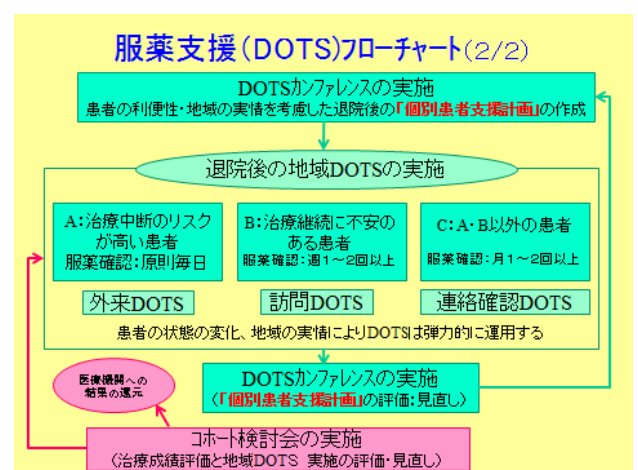 服薬支援(DOTS)フローチャート(2/2)
DOTSカンファレンスの実施
患者の利便性・地域の実情を考慮した退院後の「個別患者支援計画」の作成
退院後の地域DOTSの実施
A:治療中断のリスク
が高い患者
服薬確認:原則毎日
B:治療継続に不安の
ある患者
服薬確認:週1～2回以上
C:A・B以外の患者
服薬確認:月1～2回以上
外来DOTS
訪問DOTS
連絡確認DOTS
患者の状態の変化、地域の実情によりDOTSは弾力的に運用する
DOTSカンファレンスの実施
(「個別患者支援計画」の評価:見直し)
医療機関への
結果の還元
コホート検討会の実施
(治療成績評価と地域DOTS 実施の評価・見直し)